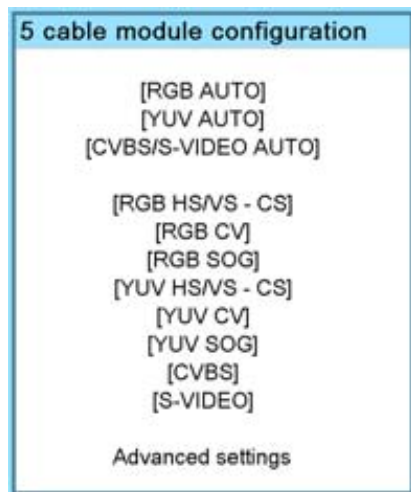 5 cable module configuration
[RGB AUTO]
[YUV AUTO]
[CVBS/S-VIDEO AUTO]
[RGB HS/VS - CS]
[RGB CV]
[RGB SOG]
[YUV HS/VS - CS]
[YUV CV]
[YUV SOG]
[CVBS]
[S-VIDEO]
Advanced settings